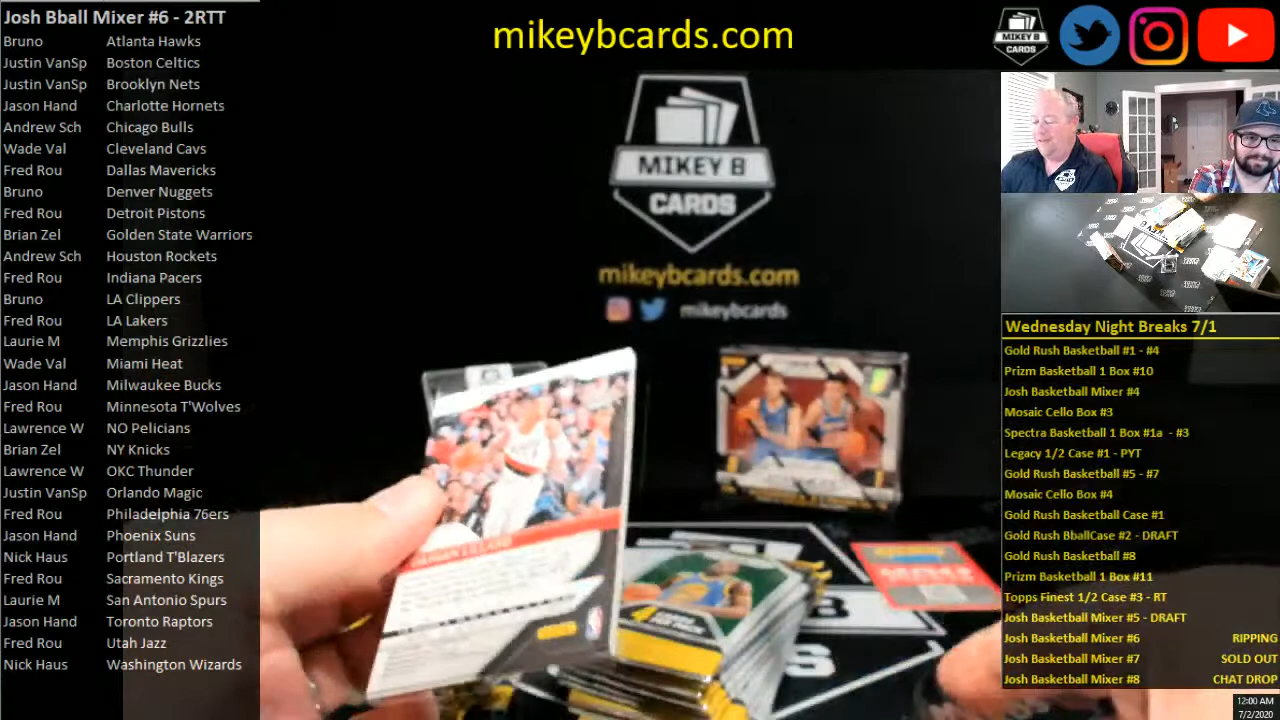 Josh Bball Mixer #6 - 2RTT
Bruno Atlanta Hawks
Justin VanSp Boston Celtics
Justin VanSp Brooklyn Nets
Jason Hand Charlotte Hornets
Andrew Sch Chicago Bulls
Wade Val Cleveland Cavs
Fred Rou Dallas Mavericks
Bruno Denver Nuggets
Fred Rou Detroit Pistons
Brian Zel Golden State Warriors
Andrew Sch Houston Rockets
Fred Rou Indiana Pacers
Bruno LA Clippers
Fred Rou LA Lakers
Laurie M Memphis Grizzlies
Wade Val Miami Heat
Jason Hand Milwaukee Bucks
Fred Rou Minnesota T'Wolves
Lawrence W NO Pelicians
Brian Zel NY Knicks
Lawrence W OKC Thunder
Justin VanSp Orlando Magic
Fred Rou Philadelphia 76ers
Jason Hand Phoenix Suns
Nick Haus Portland T'Blazers
Fred Rou Sacramento Kings
Laurie M San Antonio Spurs
Jason Hand Toronto Raptors
Fred Rou Utah Jazz
Nick Haus Washington Wizards
mikeybcards.com
MIKEY B
CARDS
MIKEY B
CARDS
mikeybcards.com
mikeybcards
Wednesday Night Breaks 7/1
Gold Rush Basketball #1 - #4
Prizm Basketball 1 Box #10
Josh Basketball Mixer #4
Mosaic Cello Box #3
Spectra Basketball 1 Box #1a - #3
Legacy 1/2 Case #1 - PYT
Gold Rush Basketball #5 - #7
Mosaic Cello Box #4
Gold Rush Basketball Case #1
Gold Rush BballCase #2 - DRAFT
Gold Rush Basketball #8
Prizm Basketball 1 Box #11
Topps Finest 1/2 Case #3 - RT
Josh Basketball Mixer #5 - DRAFT
Josh Basketball Mixer #6 RIPPING
Josh Basketball Mixer #7 SOLD OUT
Josh Basketball Mixer #8 CHAT DROP
12:00 AM
7/2/2020